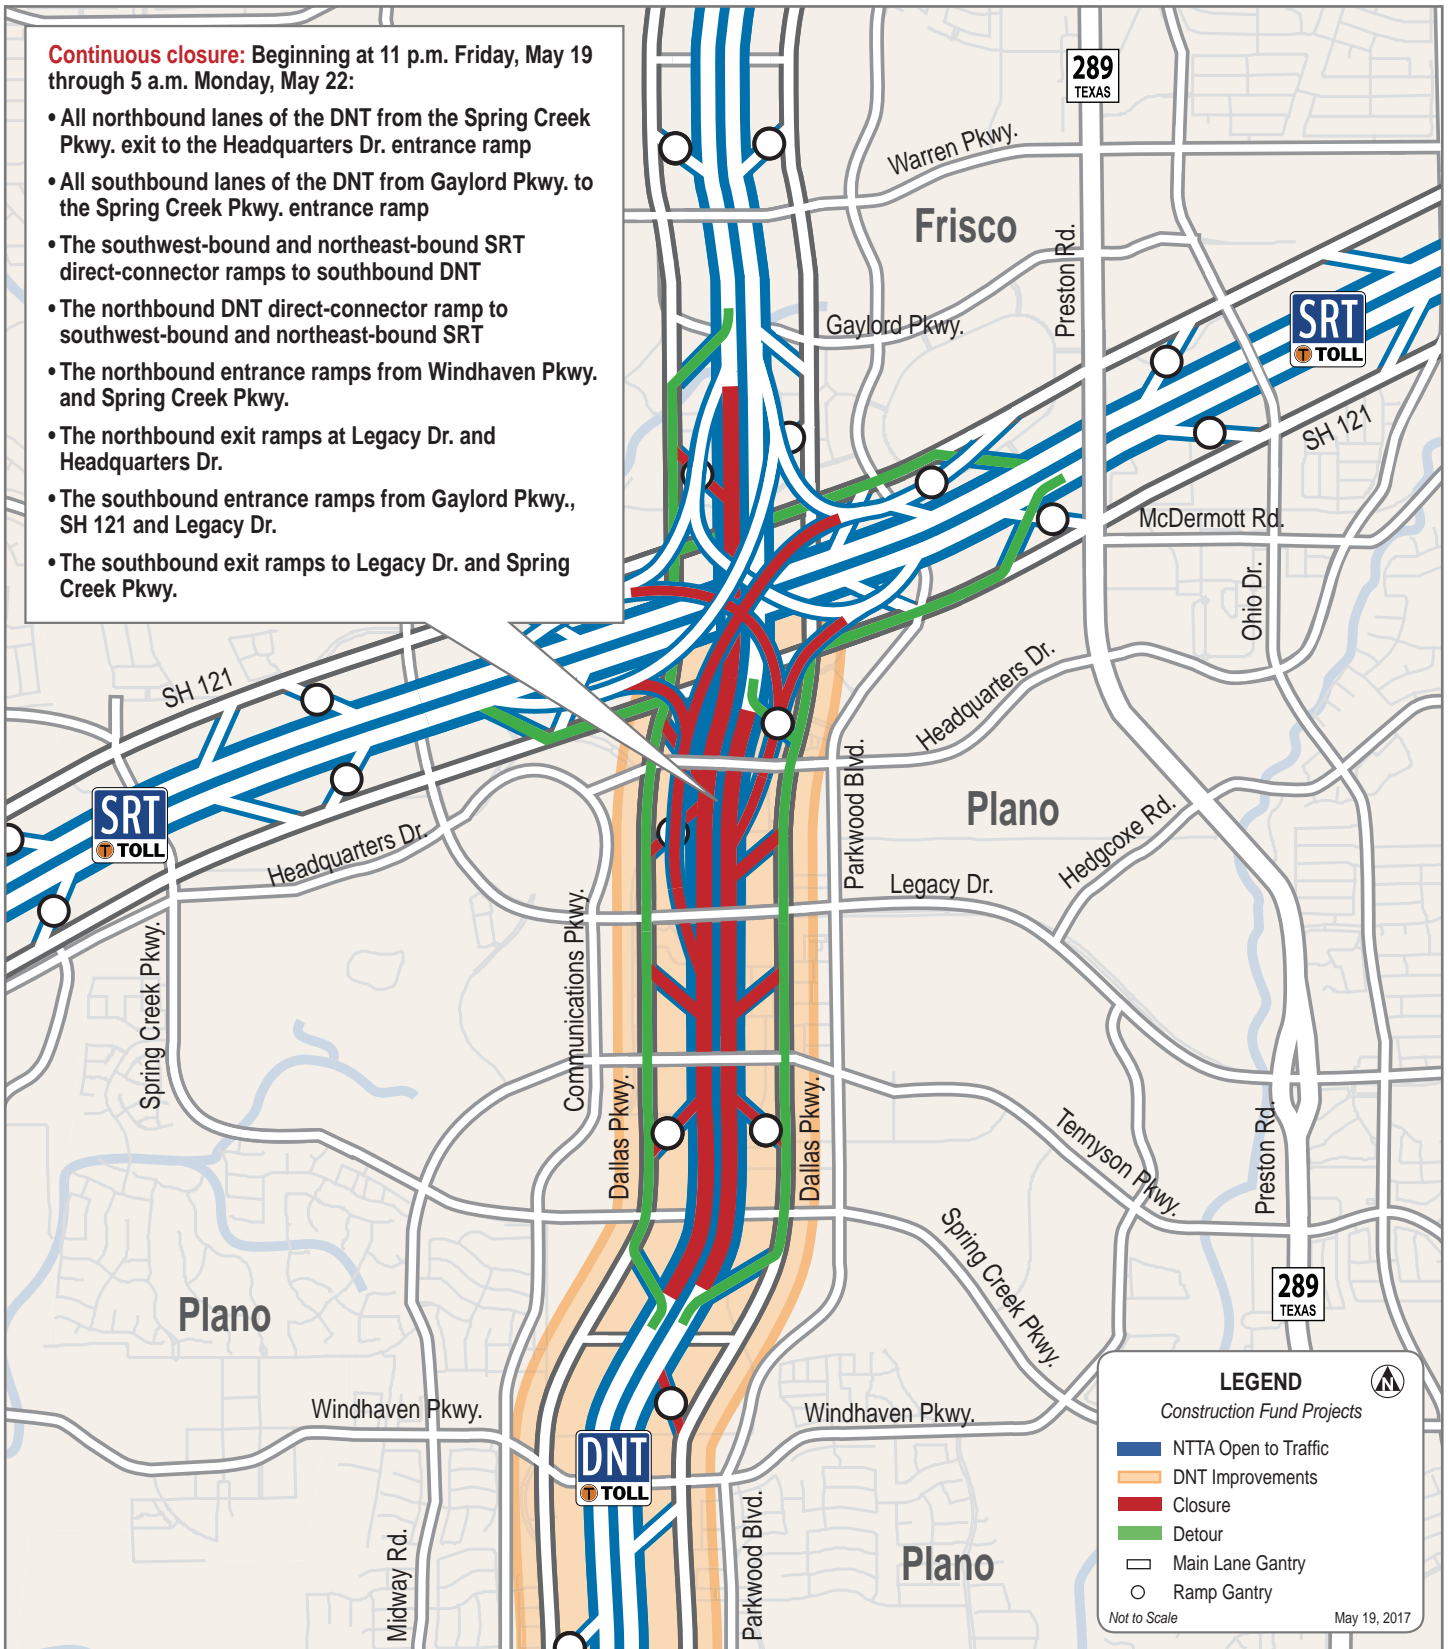 Continuous closure: Beginning at 11 p.m. Friday, May 19
through 5 a.m. Monday, May 22:
• All northbound lanes of the DNT from the Spring Creek
Pkwy. exit to the Headquarters Dr. entrance ramp
• All southbound lanes of the DNT from Gaylord Pkwy. to
the Spring Creek Pkwy. entrance ramp
• The southwest-bound and northeast-bound SRT
direct-connector ramps to southbound DNT
• The northbound DNT direct-connector ramp to
southwest-bound and northeast-bound SRT
• The northbound entrance ramps from Windhaven Pkwy.
and Spring Creek Pkwy.
• The northbound exit ramps at Legacy Dr. and
Headquarters Dr.
• The southbound entrance ramps from Gaylord Pkwy.,
SH 121 and Legacy Dr.
• The southbound exit ramps to Legacy Dr. and Spring
Creek Pkwy.
289
TEXAS
Warren Pkwy.
Frisco
Preston Rd.
Gaylord Pkwy.
SRT
T TOLL
SH 121
McDermott Rd.
Ohio Dr.
SH 121
Headquarters Dr.
Parkwood Blvd.
Plano
Hedgcoxe Rd.
SRT
T TOLL
Headquarters Dr.
Legacy Dr.
Spring Creek Pkwy.
Communications Pkwy.
Dallas Pkwy.
Dallas Pkwy.
Tennyson Pkwy.
Preston Rd.
Spring Creek Pkwy.
289
TEXAS
Plano
Windhaven Pkwy.
Windhaven Pkwy.
DNT
T TOLL
Midway Rd.
Parkwood Blvd.
Plano
LEGEND
N
Construction Fund Projects
NTTA Open to Traffic
DNT Improvements
Closure
Detour
Main Lane Gantry
Ramp Gantry
Not to Scale
May 19, 2017